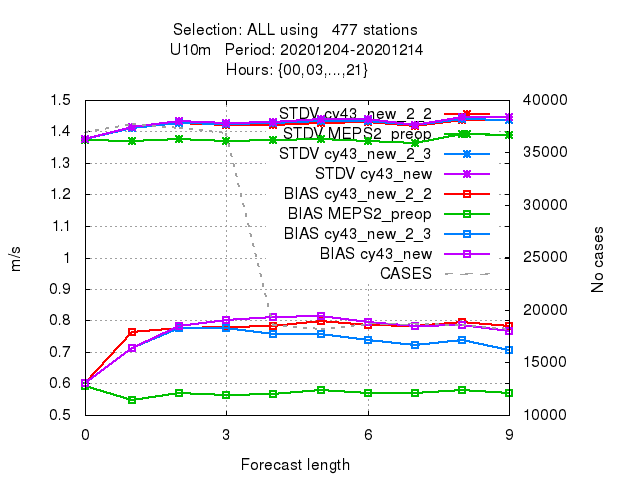 Selection: ALL using   477 stations
U10m   Period: 20201204-20201214
Hours: {00,03,...,21}
1.5
1.4
1.3
1.2
1.1
1
0.9
0.8
0.7
0.6
0.5
m/s
STDV cy43_new_2_2
STDV MEPS2_preop
STDV cy43_new_2_3
STDV cy43_new
BIAS cy43_new_2_2
BIAS MEPS2_preop
BIAS cy43_new_2_3
BIAS cy43_new
CASES
40000
35000
30000
25000
20000
15000
10000
No cases
0 3 6 9
Forecast length